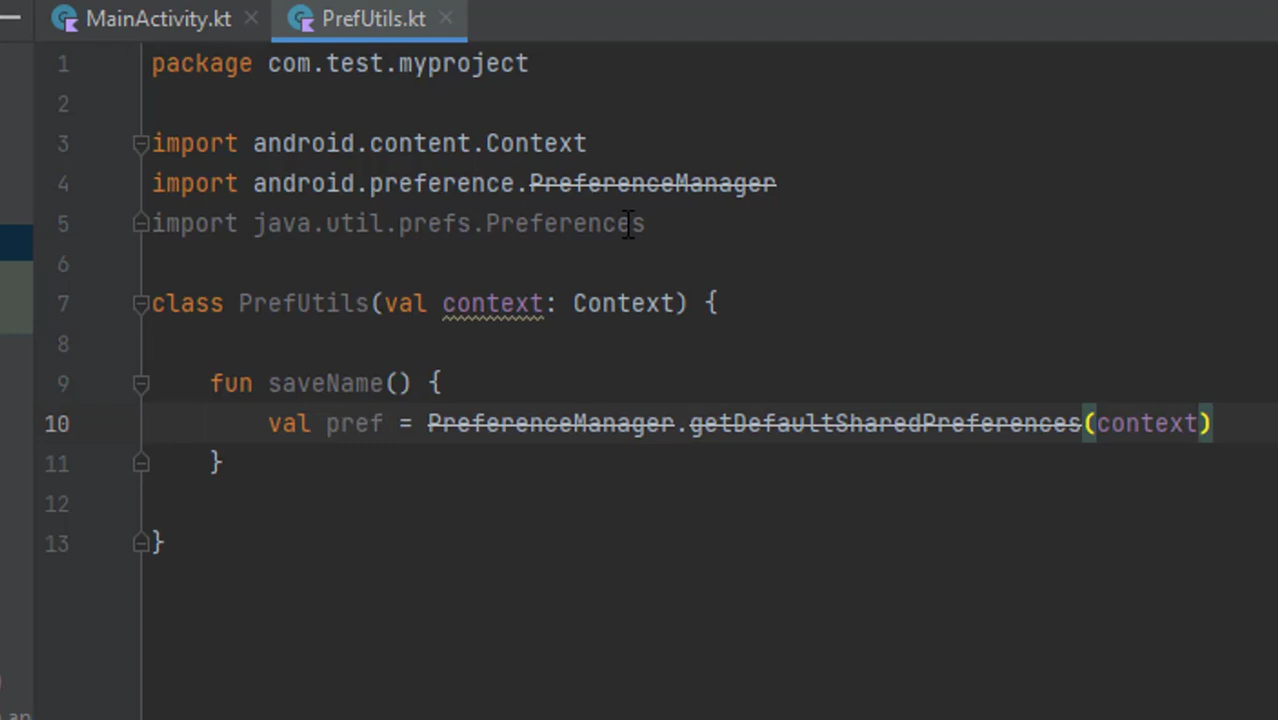 MainActivity.kt PrefUtils.kt
1 package com.test.myproject
2
3 import android.content.Context
4 import android.preference.PreferenceManager
5 import java.util.prefs.Preferences
6
7 class PrefUtils(val context: Context) {
8
9 fun saveName() {
10 val pref = PreferenceManager.getDefaultSharedPreferences(context)
11 }
12
13 }